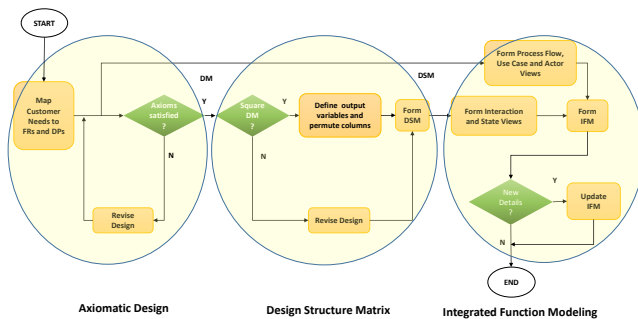 START
Map
Customer
Needs to
FRs and DPs
Axioms
satisfied
?
N
Revise
Design
DM
Y
Square
DM
?
Y
N
Define output
variables and
permute columns
Revise Design
Form
DSM
DSM
Form Process Flow,
Use Case and Actor
Views
Form Interaction
and State Views
Form
IFM
New
Details
?
Y
N
Update
IFM
END
Axiomatic Design
Design Structure Matrix
Integrated Function Modeling